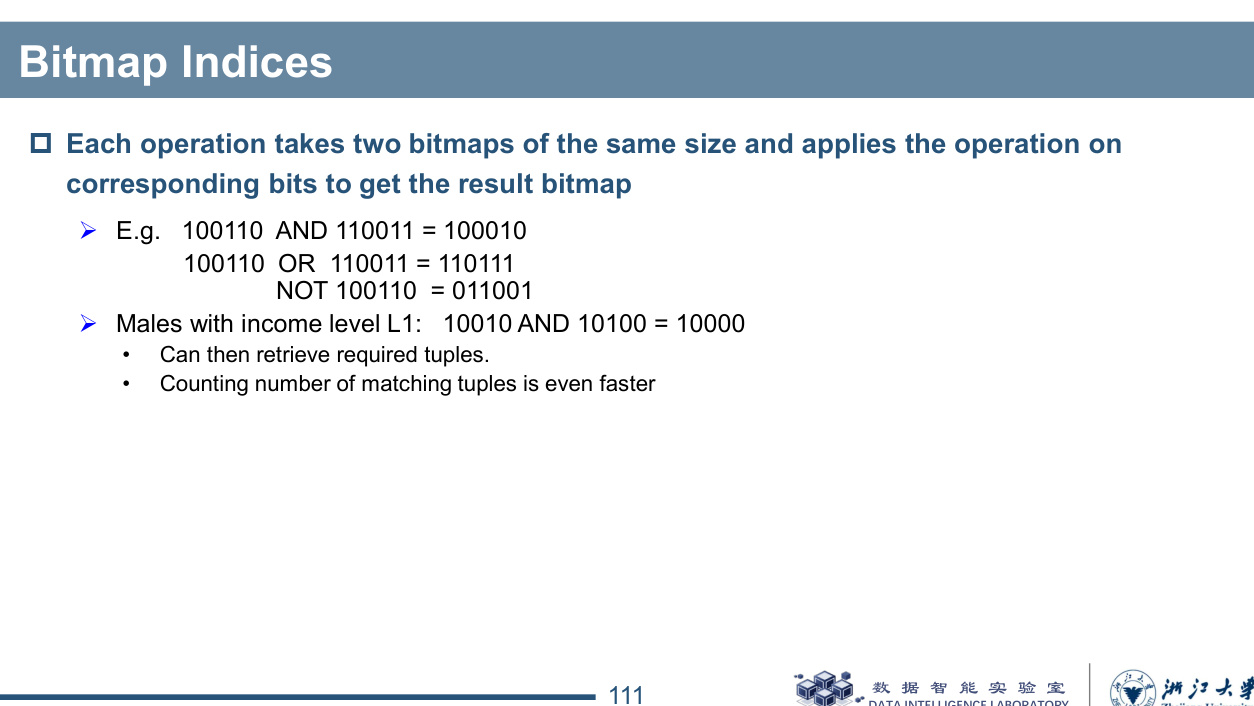 Bitmap Indices
Each operation takes two bitmaps of the same size and applies the operation on
corresponding bits to get the result bitmap
E.g. 100110 AND 110011 = 100010
100110 OR 110011 = 110111
NOT 100110 = 011001
Males with income level L1: 10010 AND 10100 = 10000
• Can then retrieve required tuples.
• Counting number of matching tuples is even faster
111
数据智能实验室
DATA INTELLIGENCE LABORATORY
浙江大学
Zhejiang University